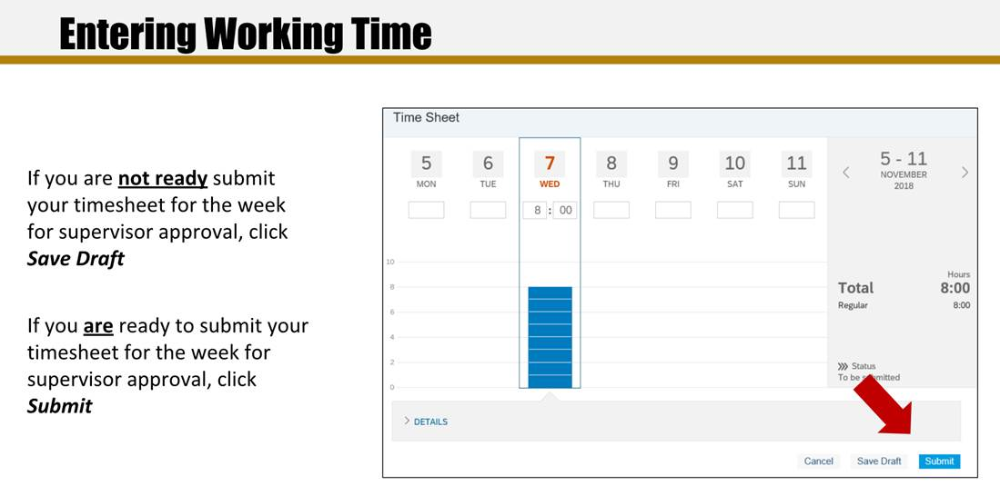 Entering Working Time
If you are not ready submit
your timesheet for the week
for supervisor approval, click
Save Draft
If you are ready to submit your
timesheet for the week for
supervisor approval, click
Submit
Time Sheet
5 6 7 8 9 10 11
MON TUE WED THU FRI SAT SUN
8 : 00
5 - 11
NOVEMBER
2018
10
8
6
4
2
0
Hours
Total 8:00
Regular 8:00
Status
To be submitted
DETAILS
Cancel Save Draft Submit